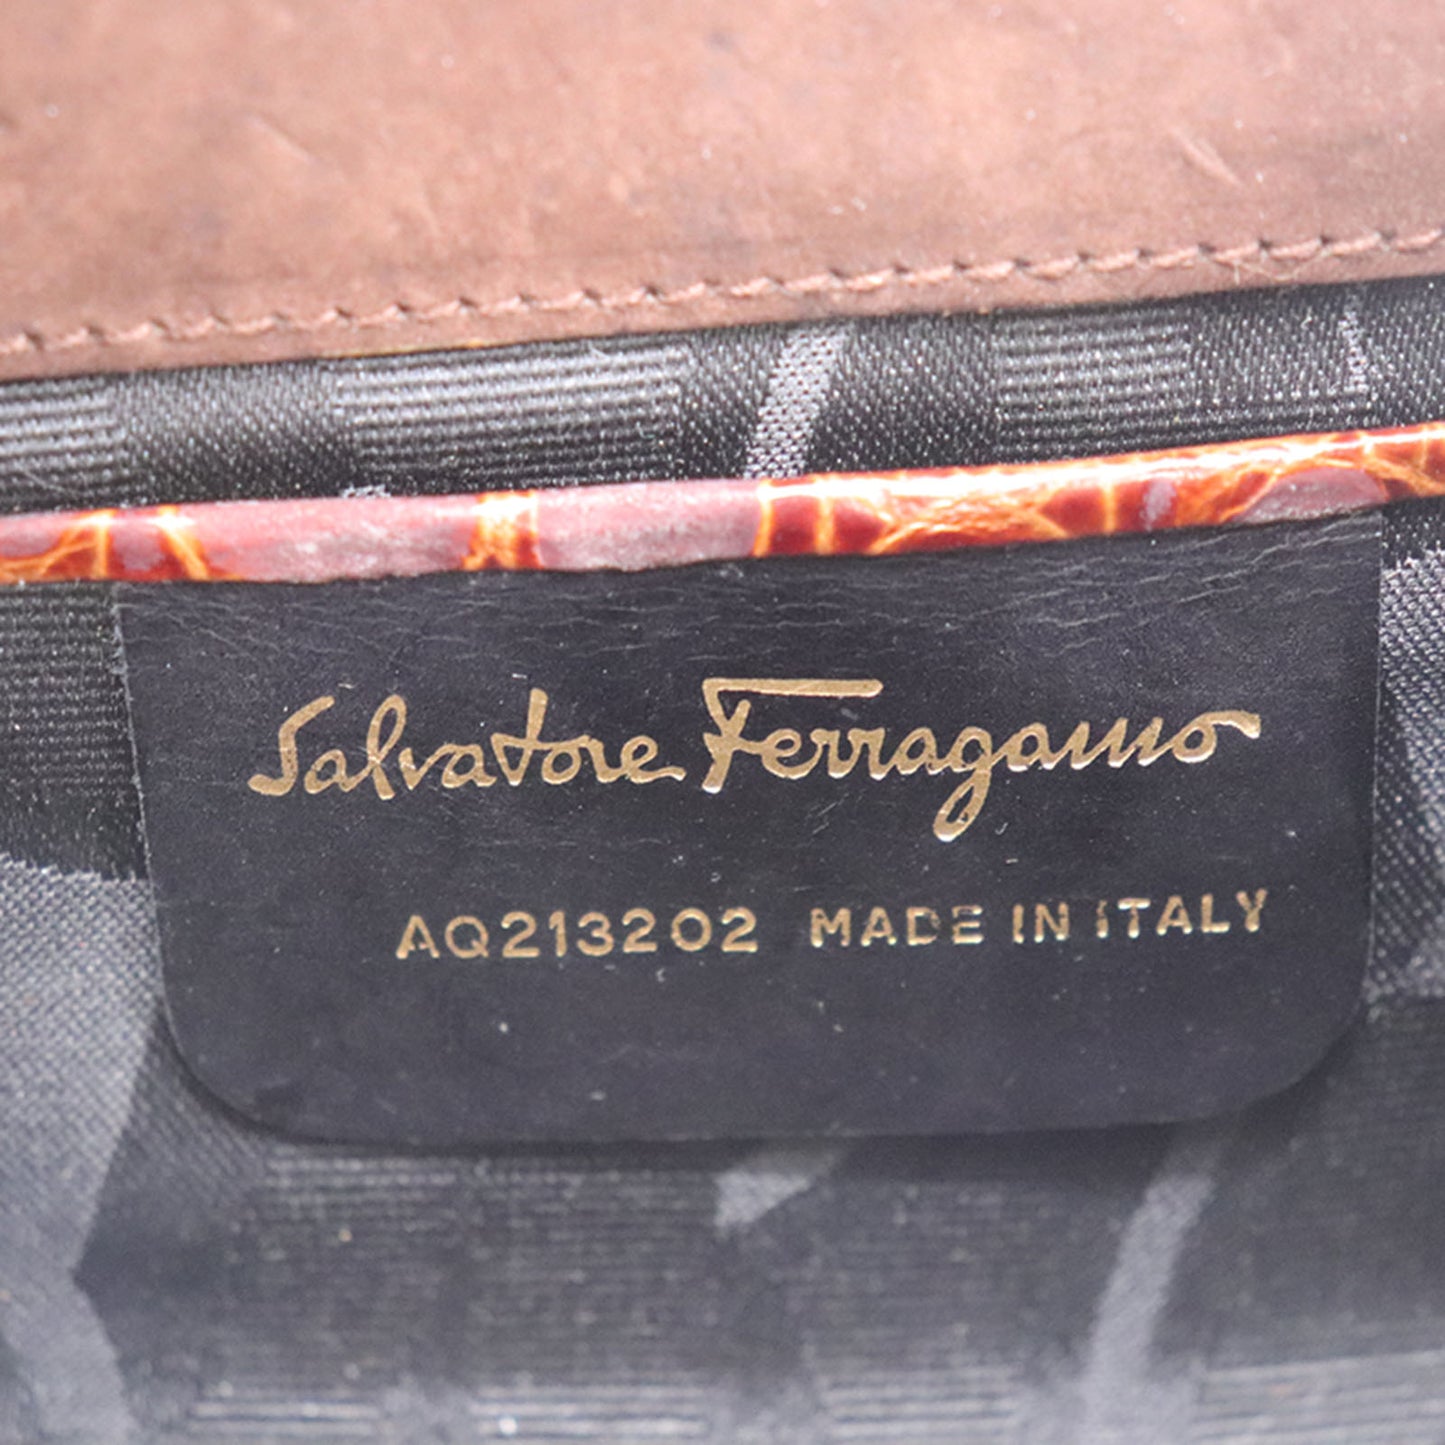 Salvatore Ferragamo
AQ213202 MADE IN ITALY